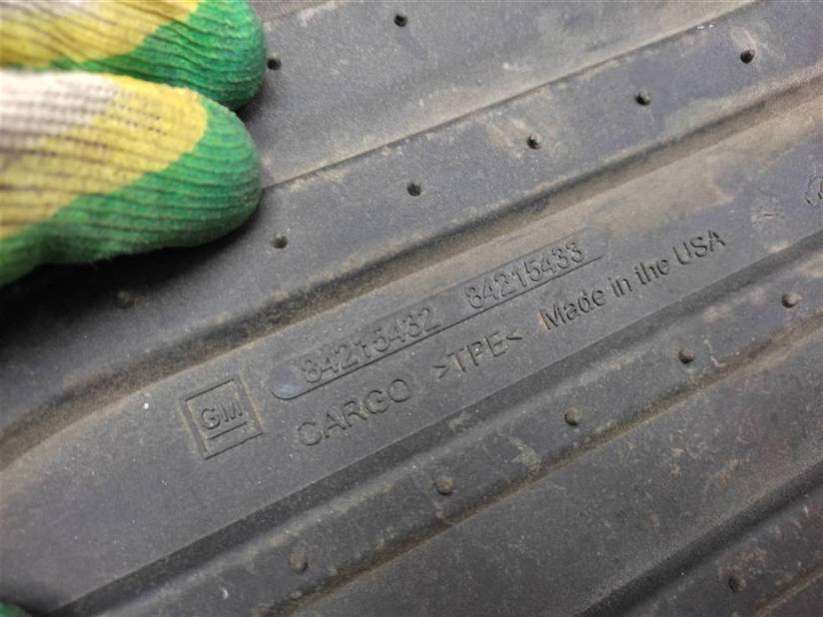 84215432 84215433
GM
CARGO >TPE< Made in the USA